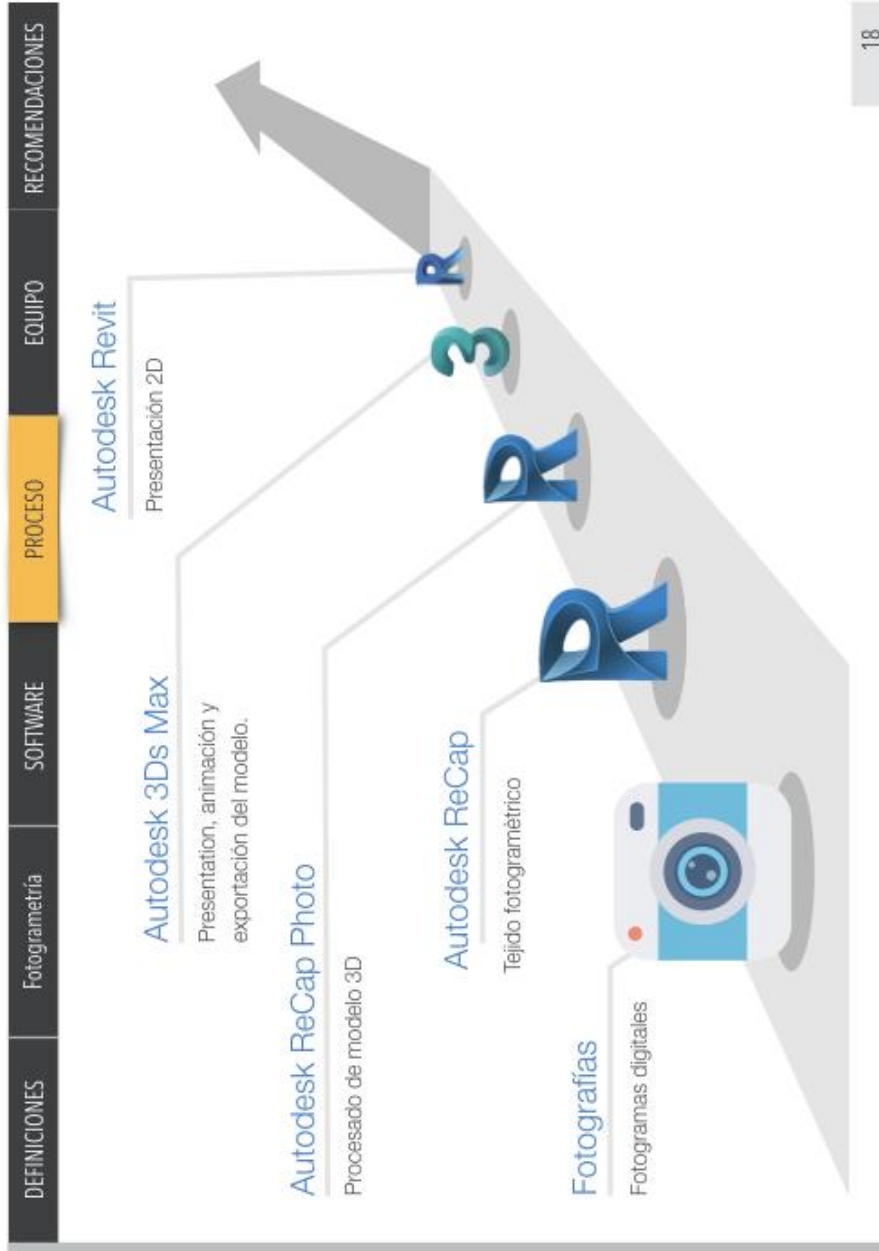 DEFINICIONES
Fotogrametría
SOFTWARE
PROCESO
EQUIPO
RECOMENDACIONES
Autodesk Revit
Presentación 2D
Autodesk 3Ds Max
Presentation, animación y
exportación del modelo.
Autodesk ReCap Photo
Procesado de modelo 3D
Autodesk ReCap
Tejido fotogramètrico
Fotografías
Fotogramas digitales
18